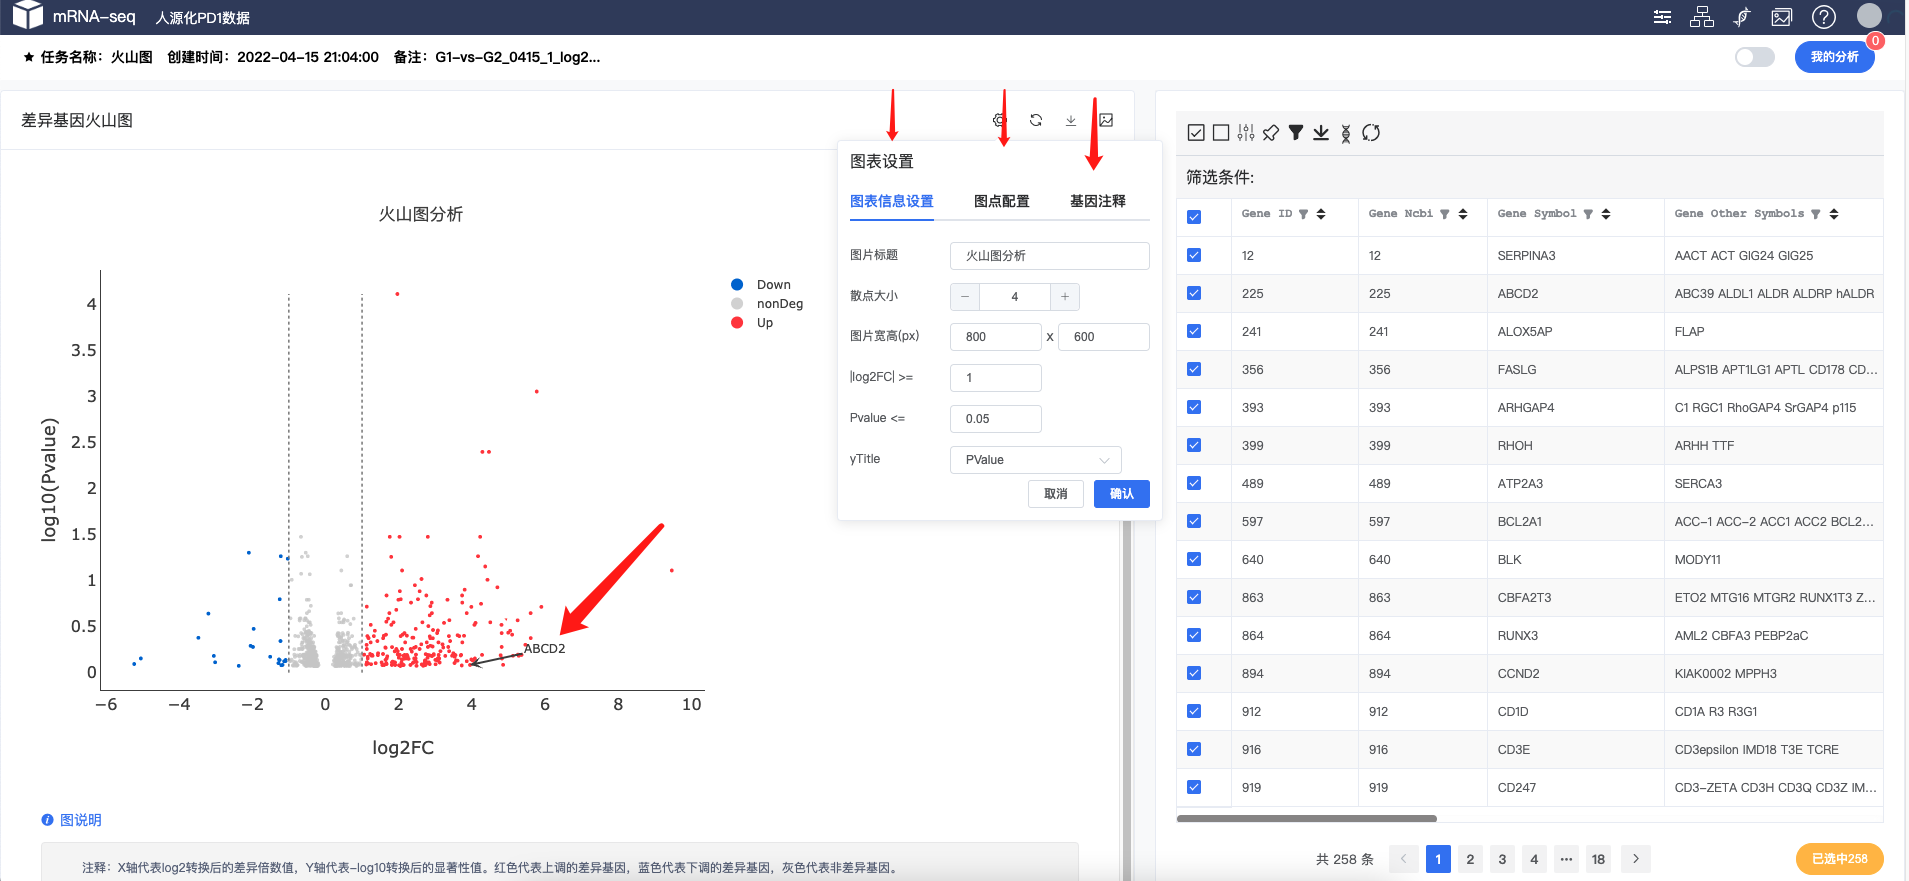 mRNA-seq 人源化PD1数据
★ 任务名称：火山图 创建时间：2022-04-15 21:04:00 备注：G1-vs-G2_0415_1_log2...
我的分析
0
差异基因火山图
火山图分析
Down
nonDeg
Up
log10(Pvalue)
4
3.5
3
2.5
2
1.5
1
0.5
0
−6 −4 −2 0 2 4 6 8 10
log2FC
ABCD2
图表设置
图表信息设置 图点配置 基因注释
图片标题 火山图分析
散点大小 − 4 +
图片宽高(px) 800 x 600
|log2FC| >= 1
Pvalue <= 0.05
yTitle PValue
取消 确认
图说明
注释：X轴代表log2转换后的差异倍数值，Y轴代表-log10转换后的显著性值。红色代表上调的差异基因，蓝色代表下调的差异基因，灰色代表非差异基因。
筛选条件:
Gene ID Gene Ncbi Gene Symbol Gene Other Symbols
12 12 SERPINA3 AACT ACT GIG24 GIG25
225 225 ABCD2 ABC39 ALDL1 ALDR ALDRP hALDR
241 241 ALOX5AP FLAP
356 356 FASLG ALPS1B APT1LG1 APTL CD178 CD...
393 393 ARHGAP4 C1 RGC1 RhoGAP4 SrGAP4 p115
399 399 RHOH ARHH TTF
489 489 ATP2A3 SERCA3
597 597 BCL2A1 ACC-1 ACC-2 ACC1 ACC2 BCL2...
640 640 BLK MODY11
863 863 CBFA2T3 ETO2 MTG16 MTGR2 RUNX1T3 Z...
864 864 RUNX3 AML2 CBFA3 PEBP2aC
894 894 CCND2 KIAK0002 MPPH3
912 912 CD1D CD1A R3 R3G1
916 916 CD3E CD3epsilon IMD18 T3E TCRE
919 919 CD247 CD3-ZETA CD3H CD3Q CD3Z IM...
共 258 条 < 1 2 3 4 ··· 18 >
已选中258